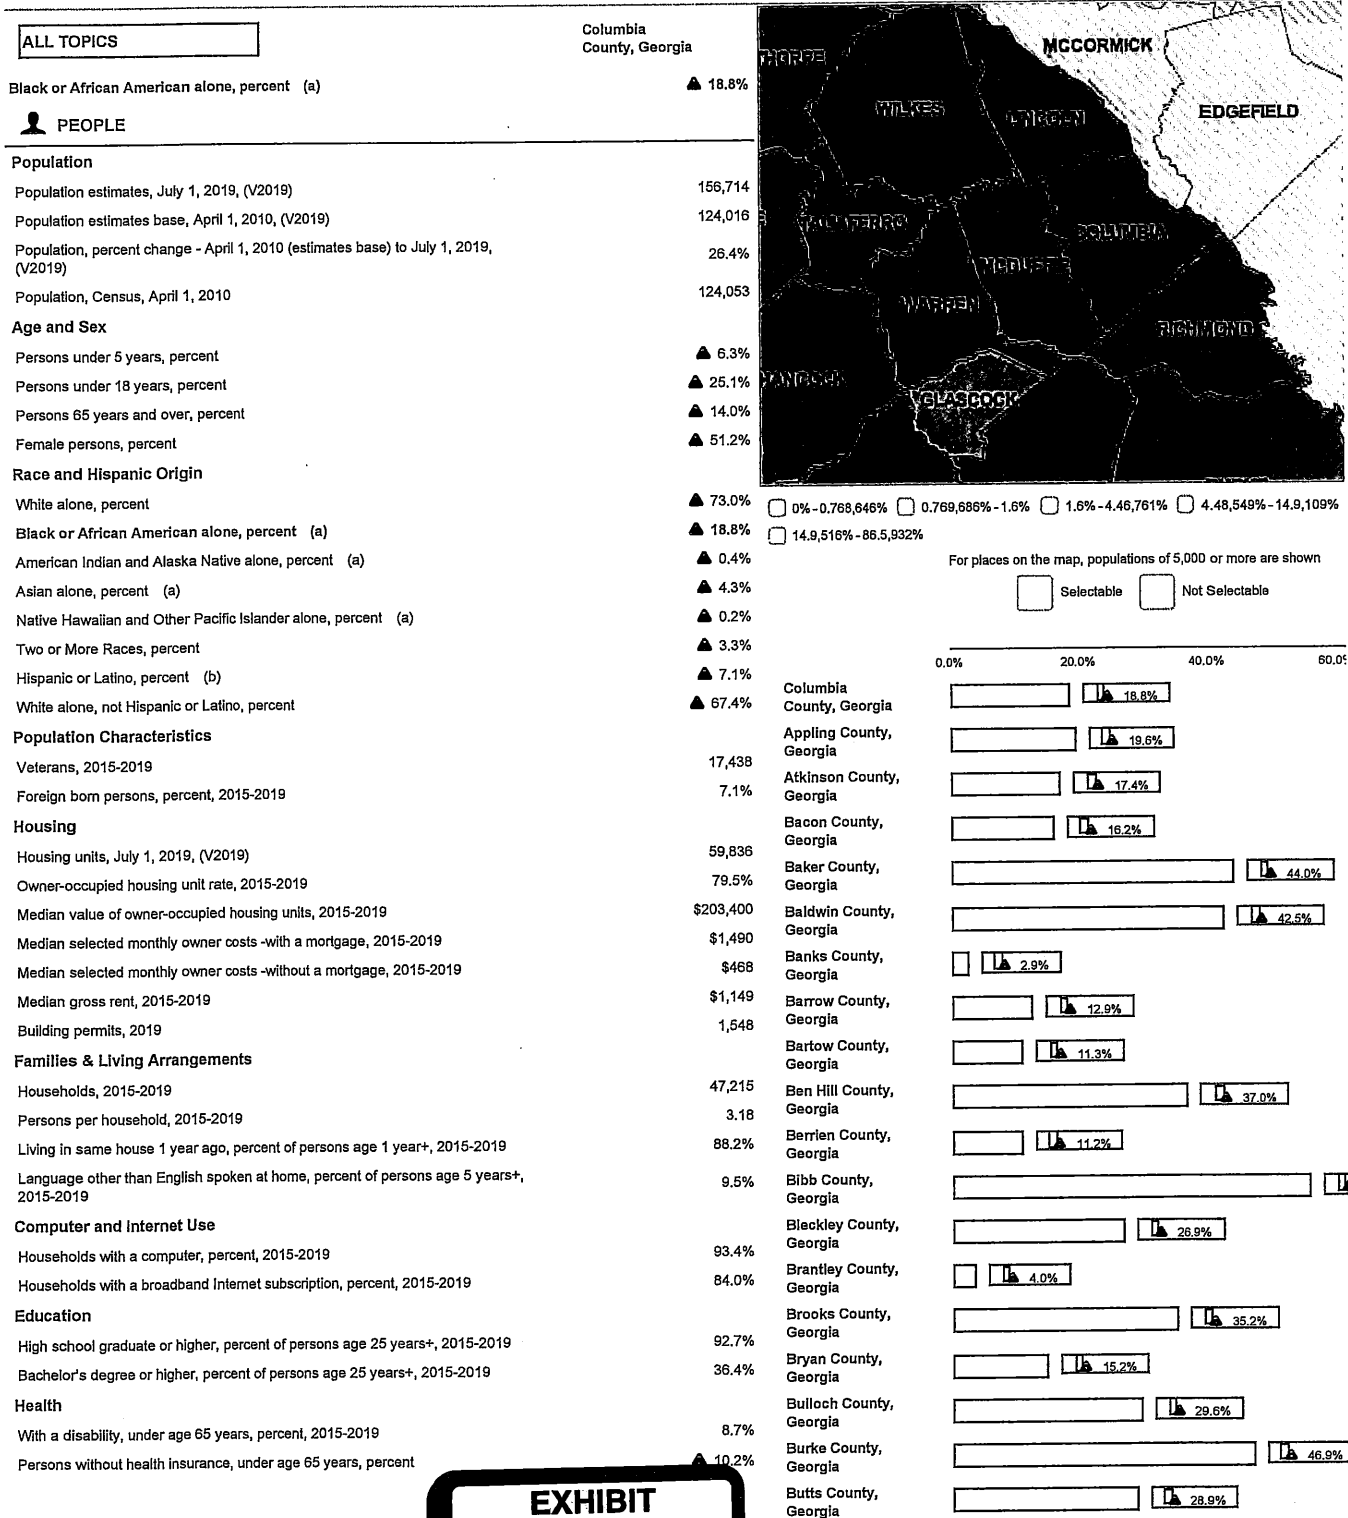 ALL TOPICS
Columbia
County, Georgia
Black or African American alone, percent (a)
18.8%
PEOPLE
Population
Population estimates, July 1, 2019, (V2019)
156,714
Population estimates base, April 1, 2010, (V2019)
124,016
Population, percent change - April 1, 2010 (estimates base) to July 1, 2019,
(V2019)
26.4%
Population, Census, April 1, 2010
124,053
Age and Sex
Persons under 5 years, percent
6.3%
Persons under 18 years, percent
25.1%
Persons 65 years and over, percent
14.0%
Female persons, percent
51.2%
Race and Hispanic Origin
White alone, percent
73.0%
Black or African American alone, percent (a)
18.8%
American Indian and Alaska Native alone, percent (a)
0.4%
Asian alone, percent (a)
4.3%
Native Hawaiian and Other Pacific Islander alone, percent (a)
0.2%
Two or More Races, percent
3.3%
Hispanic or Latino, percent (b)
7.1%
White alone, not Hispanic or Latino, percent
67.4%
Population Characteristics
Veterans, 2015-2019
17,438
Foreign born persons, percent, 2015-2019
7.1%
Housing
Housing units, July 1, 2019, (V2019)
59,836
Owner-occupied housing unit rate, 2015-2019
79.5%
Median value of owner-occupied housing units, 2015-2019
$203,400
Median selected monthly owner costs -with a mortgage, 2015-2019
$1,490
Median selected monthly owner costs -without a mortgage, 2015-2019
$468
Median gross rent, 2015-2019
$1,149
Building permits, 2019
1,548
Families & Living Arrangements
Households, 2015-2019
47,215
Persons per household, 2015-2019
3.18
Living in same house 1 year ago, percent of persons age 1 year+, 2015-2019
88.2%
Language other than English spoken at home, percent of persons age 5 years+,
2015-2019
9.5%
Computer and Internet Use
Households with a computer, percent, 2015-2019
93.4%
Households with a broadband Internet subscription, percent, 2015-2019
84.0%
Education
High school graduate or higher, percent of persons age 25 years+, 2015-2019
92.7%
Bachelor's degree or higher, percent of persons age 25 years+, 2015-2019
36.4%
Health
With a disability, under age 65 years, percent, 2015-2019
8.7%
Persons without health insurance, under age 65 years, percent
10.2%
EXHIBIT
THORPE
MCCORMICK
WILKES
LINCOLN
EDGEFIELD
TALIAFERRO
COLUMBIA
MCDUFFIE
WARREN
RICHMOND
HANCOCK
GLASCOCK
0%-0.768,646% 0.769,686%-1.6% 1.6%-4.46,761% 4.48,549%-14.9,109%
14.9,516%-86.5,932%
For places on the map, populations of 5,000 or more are shown
Selectable Not Selectable
0.0% 20.0% 40.0% 60.0%
Columbia
County, Georgia
18.8%
Appling County,
Georgia
19.6%
Atkinson County,
Georgia
17.4%
Bacon County,
Georgia
16.2%
Baker County,
Georgia
44.0%
Baldwin County,
Georgia
42.5%
Banks County,
Georgia
2.9%
Barrow County,
Georgia
12.9%
Bartow County,
Georgia
11.3%
Ben Hill County,
Georgia
37.0%
Berrien County,
Georgia
11.2%
Bibb County,
Georgia
Bleckley County,
Georgia
26.9%
Brantley County,
Georgia
4.0%
Brooks County,
Georgia
35.2%
Bryan County,
Georgia
15.2%
Bulloch County,
Georgia
29.6%
Burke County,
Georgia
46.9%
Butts County,
Georgia
28.9%